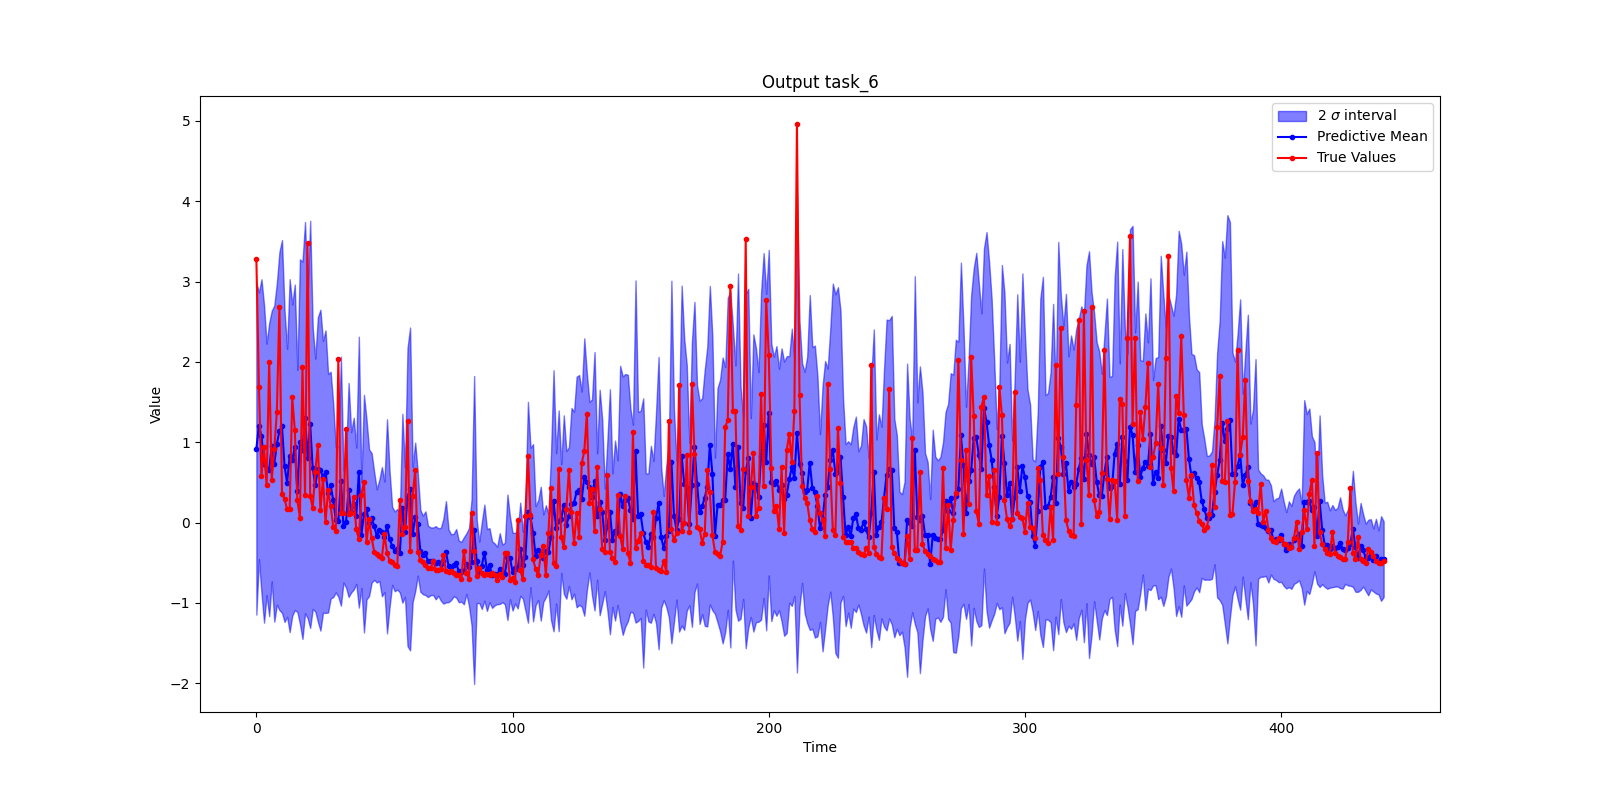 Output task_6
2 σ interval
Predictive Mean
True Values
Value
5
4
3
2
1
0
−1
−2
0 100 200 300 400
Time